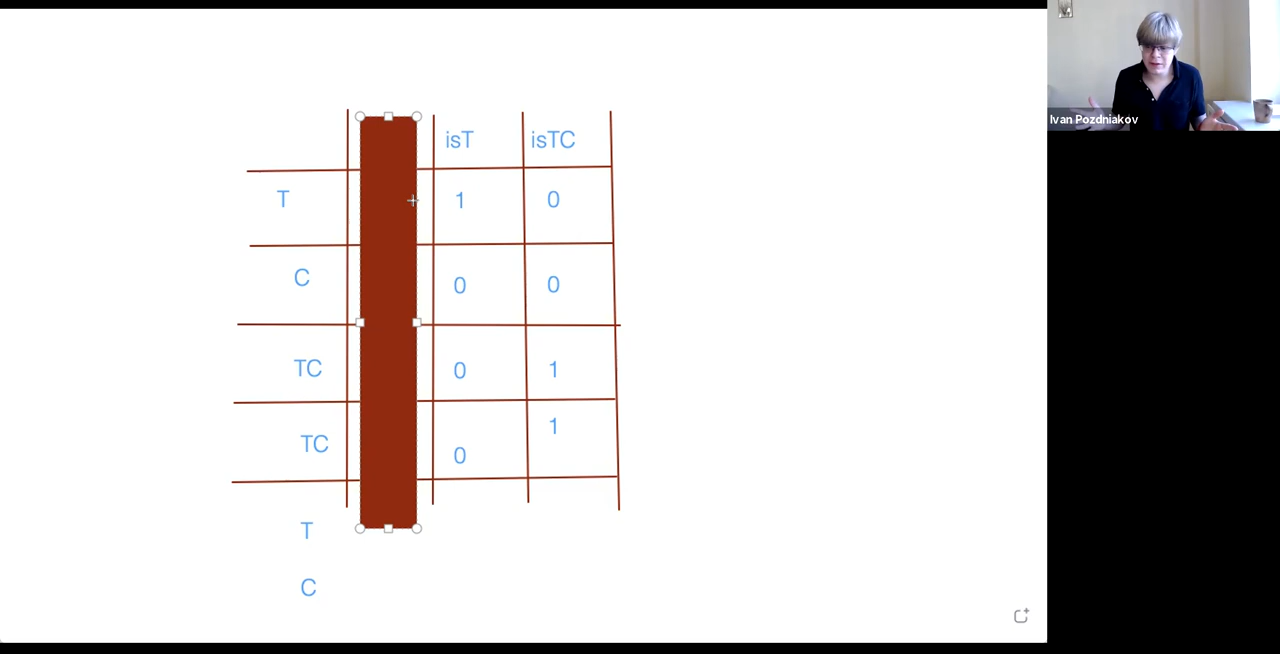 isT isTC
T 1 0
C 0 0
TC 0 1
TC 0 1
T
C
Ivan Pozdniakov